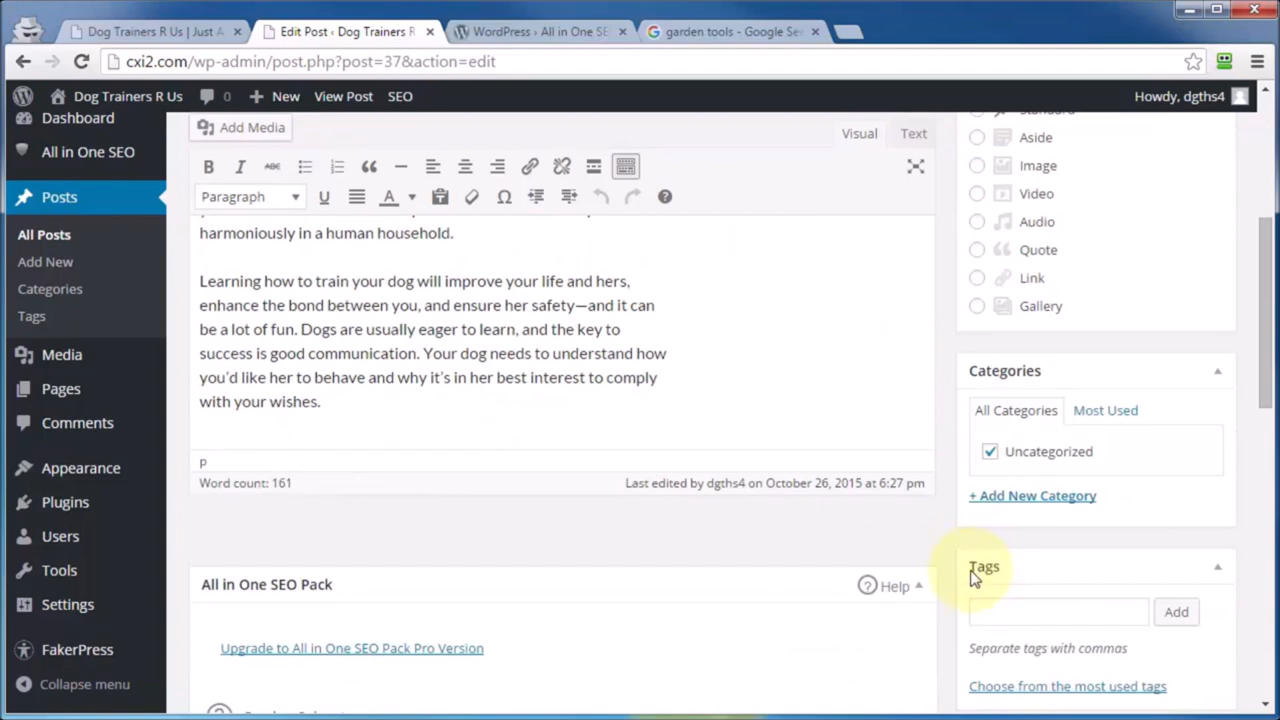 Dog Trainers R Us | Just A
Edit Post ‹ Dog Trainers R
WordPress › All in One SE
garden tools - Google Sea
cxi2.com/wp-admin/post.php?post=37&action=edit
Dog Trainers R Us
0
New
View Post
SEO
Howdy, dgths4
Dashboard
All in One SEO
Posts
All Posts
Add New
Categories
Tags
Media
Pages
Comments
Appearance
Plugins
Users
Tools
Settings
FakerPress
Collapse menu
Add Media
Visual
Text
B I ABC
Paragraph
U A Ω
harmoniously in a human household.
Learning how to train your dog will improve your life and hers,
enhance the bond between you, and ensure her safety—and it can
be a lot of fun. Dogs are usually eager to learn, and the key to
success is good communication. Your dog needs to understand how
you'd like her to behave and why it's in her best interest to comply
with your wishes.
p
Word count: 161
Last edited by dgths4 on October 26, 2015 at 6:27 pm
All in One SEO Pack
Help
Upgrade to All in One SEO Pack Pro Version
Standard
Aside
Image
Video
Audio
Quote
Link
Gallery
Categories
All Categories
Most Used
Uncategorized
+ Add New Category
Tags
Add
Separate tags with commas
Choose from the most used tags